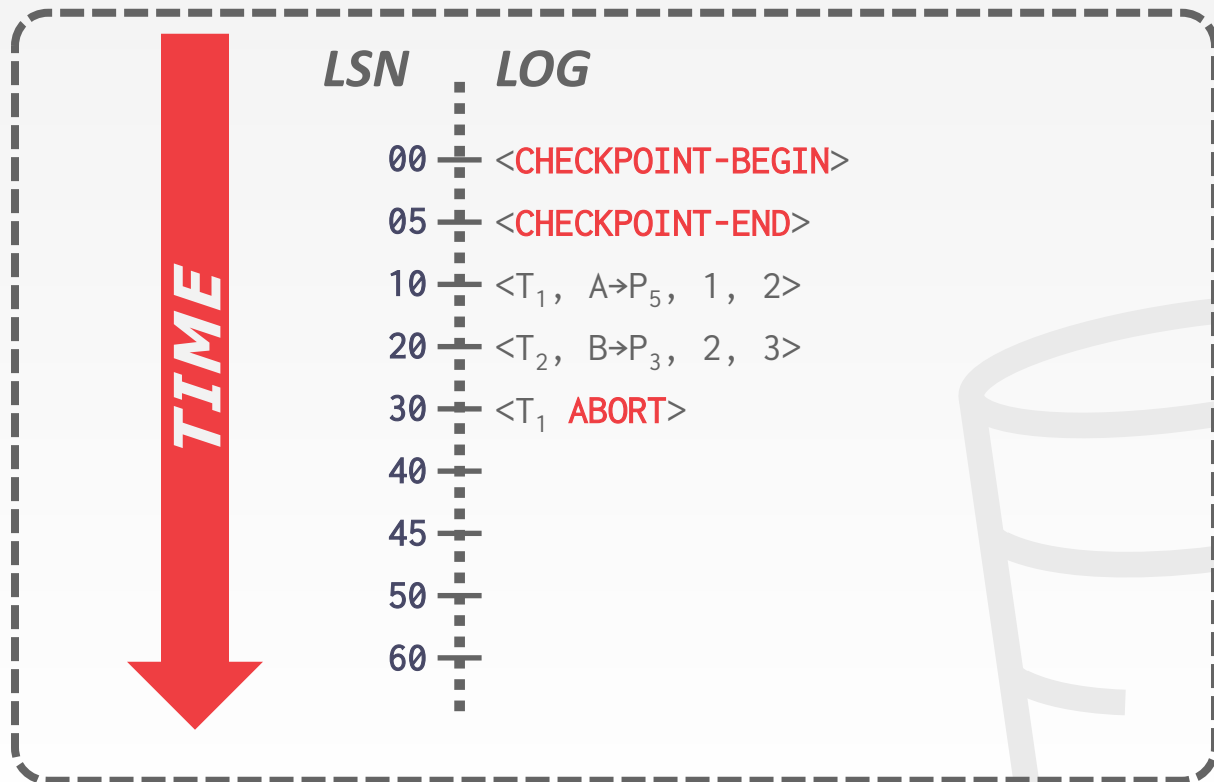 TIME
LSN LOG
00 <CHECKPOINT-BEGIN>
05 <CHECKPOINT-END>
10 <T₁, A→P₅, 1, 2>
20 <T₂, B→P₃, 2, 3>
30 <T₁ ABORT>
40
45
50
60